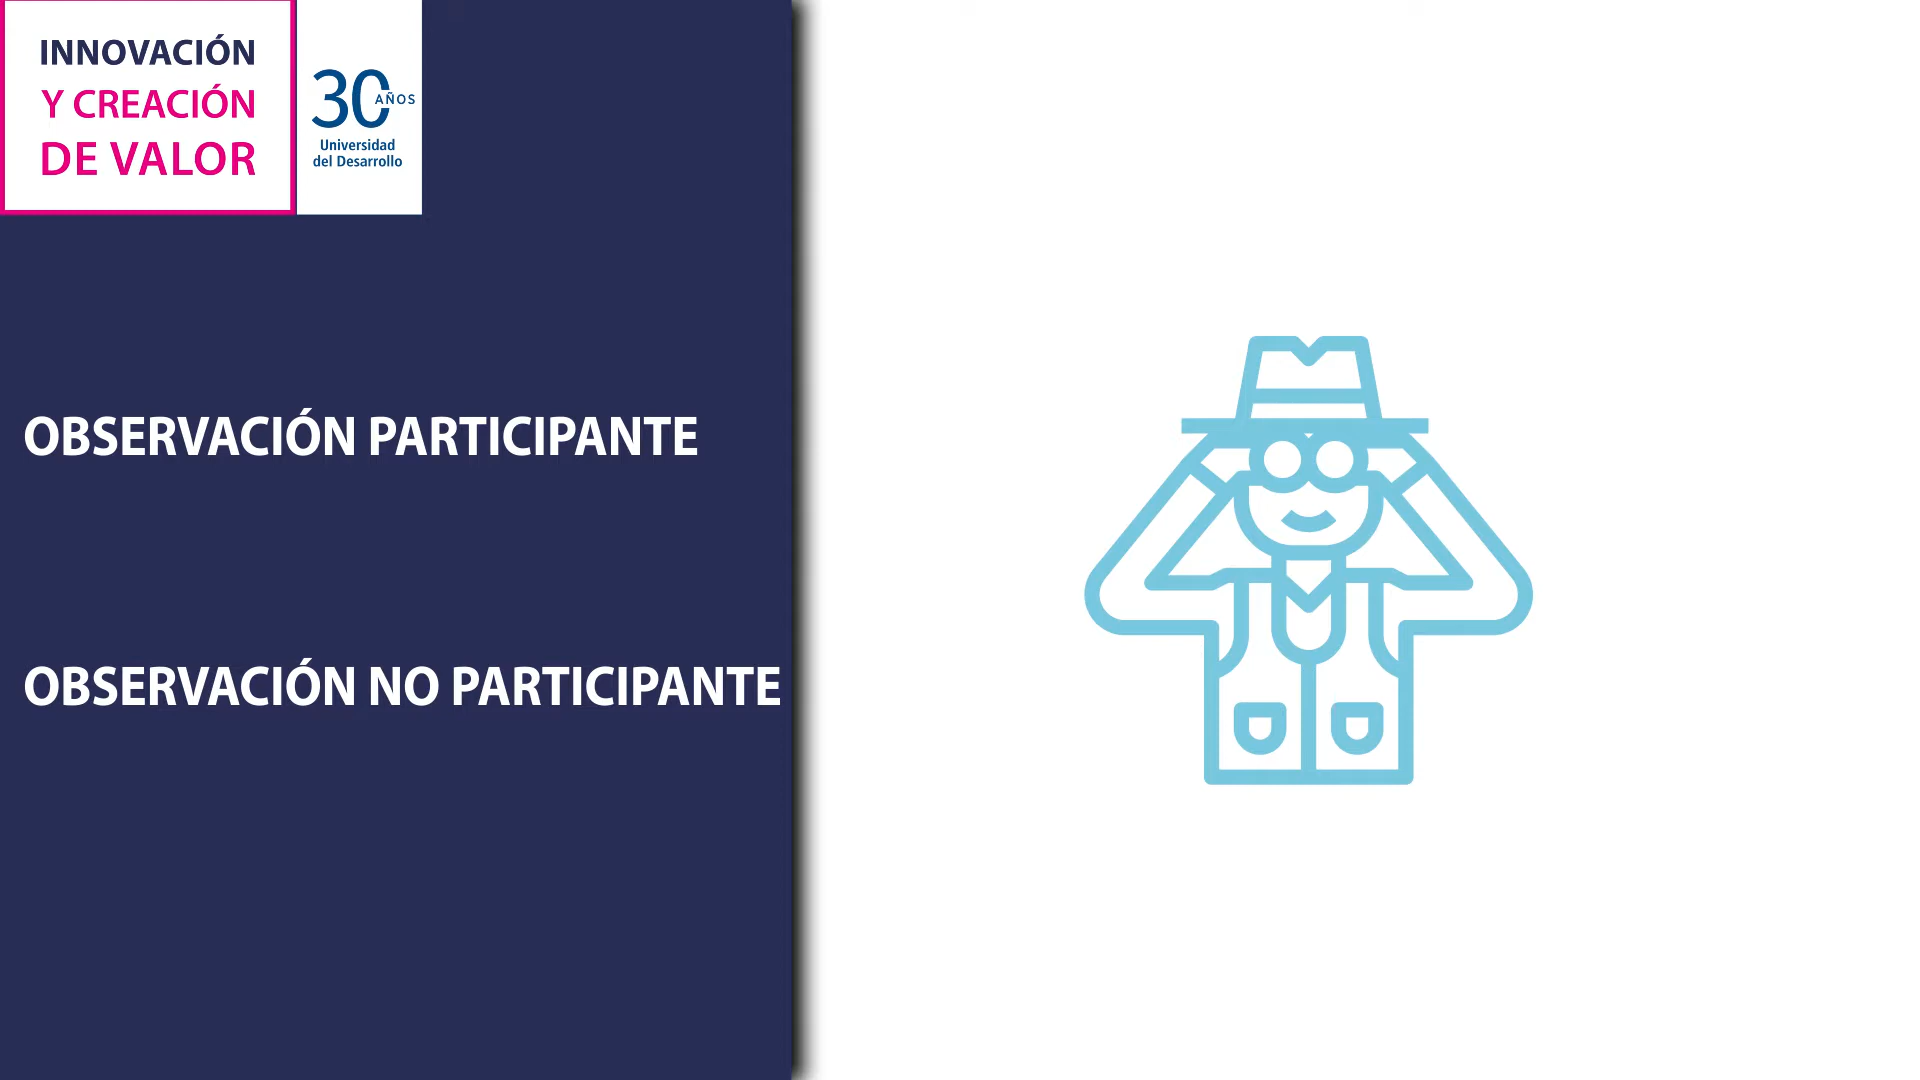 INNOVACIÓN
Y CREACIÓN
DE VALOR
30 AÑOS
Universidad
del Desarrollo
OBSERVACIÓN PARTICIPANTE
OBSERVACIÓN NO PARTICIPANTE